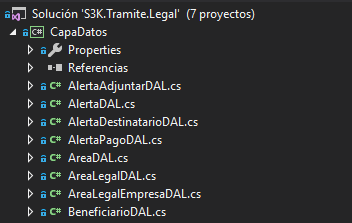 Solución 'S3K.Tramite.Legal' (7 proyectos)
C# CapaDatos
Properties
Referencias
C# AlertaAdjuntarDAL.cs
C# AlertaDAL.cs
C# AlertaDestinatarioDAL.cs
C# AlertaPagoDAL.cs
C# AreaDAL.cs
C# AreaLegalDAL.cs
C# AreaLegalEmpresaDAL.cs
C# BeneficiarioDAL.cs